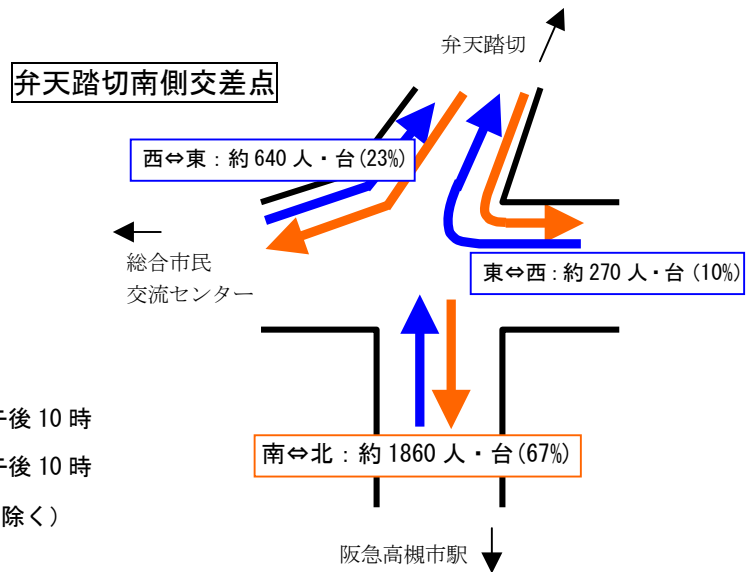 弁天踏切
弁天踏切南側交差点
西⇔東：約 640 人・台(23%)
総合市民
交流センター
東⇔西：約 270 人・台 (10%)
後 10 時
南⇔北：約 1860 人・台(67%)
後 10 時
除く）
阪急高槻市駅